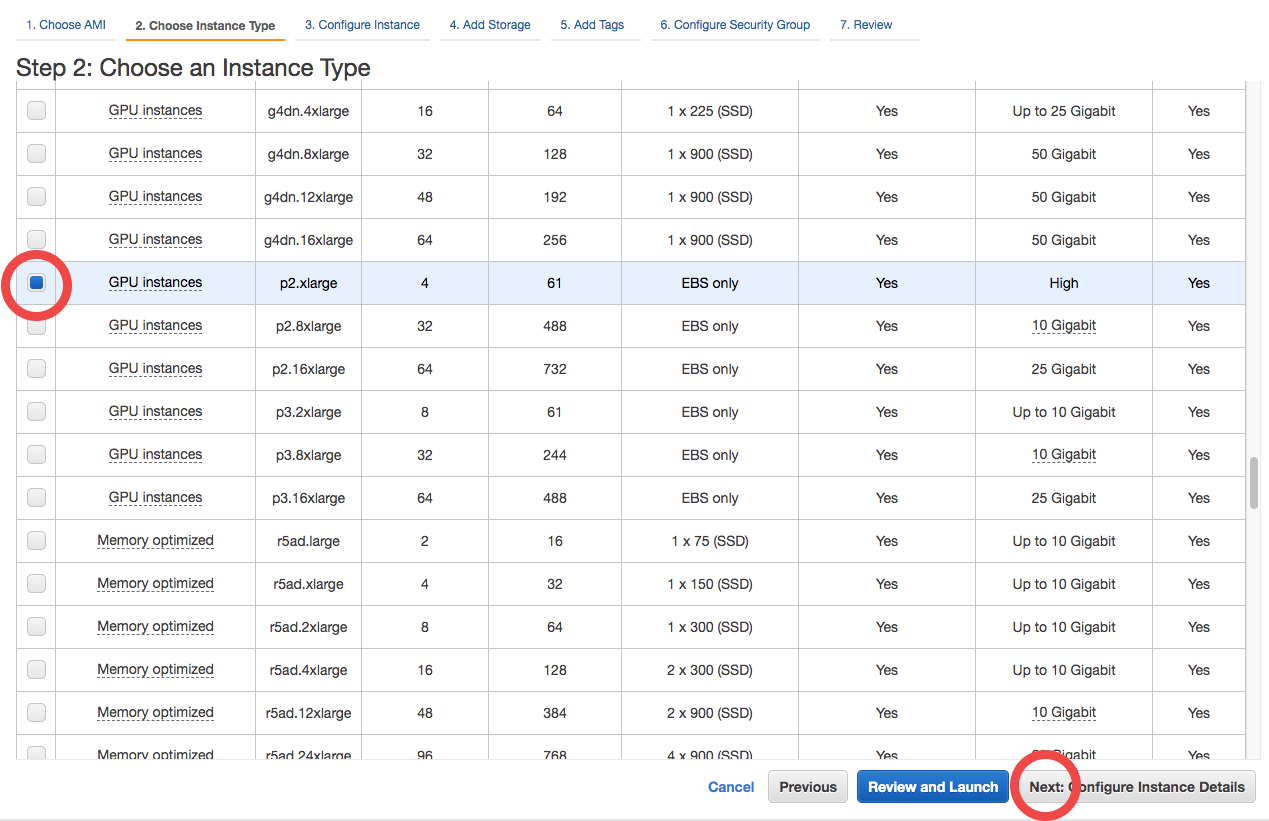 1. Choose AMI 2. Choose Instance Type 3. Configure Instance 4. Add Storage 5. Add Tags 6. Configure Security Group 7. Review
Step 2: Choose an Instance Type
GPU instances g4dn.4xlarge 16 64 1 x 225 (SSD) Yes Up to 25 Gigabit Yes
GPU instances g4dn.8xlarge 32 128 1 x 900 (SSD) Yes 50 Gigabit Yes
GPU instances g4dn.12xlarge 48 192 1 x 900 (SSD) Yes 50 Gigabit Yes
GPU instances g4dn.16xlarge 64 256 1 x 900 (SSD) Yes 50 Gigabit Yes
GPU instances p2.xlarge 4 61 EBS only Yes High Yes
GPU instances p2.8xlarge 32 488 EBS only Yes 10 Gigabit Yes
GPU instances p2.16xlarge 64 732 EBS only Yes 25 Gigabit Yes
GPU instances p3.2xlarge 8 61 EBS only Yes Up to 10 Gigabit Yes
GPU instances p3.8xlarge 32 244 EBS only Yes 10 Gigabit Yes
GPU instances p3.16xlarge 64 488 EBS only Yes 25 Gigabit Yes
Memory optimized r5ad.large 2 16 1 x 75 (SSD) Yes Up to 10 Gigabit Yes
Memory optimized r5ad.xlarge 4 32 1 x 150 (SSD) Yes Up to 10 Gigabit Yes
Memory optimized r5ad.2xlarge 8 64 1 x 300 (SSD) Yes Up to 10 Gigabit Yes
Memory optimized r5ad.4xlarge 16 128 2 x 300 (SSD) Yes Up to 10 Gigabit Yes
Memory optimized r5ad.12xlarge 48 384 2 x 900 (SSD) Yes 10 Gigabit Yes
Memory optimized r5ad.24xlarge 96 768 4 x 900 (SSD) Yes Gigabit Yes
Cancel Previous Review and Launch Next: Configure Instance Details